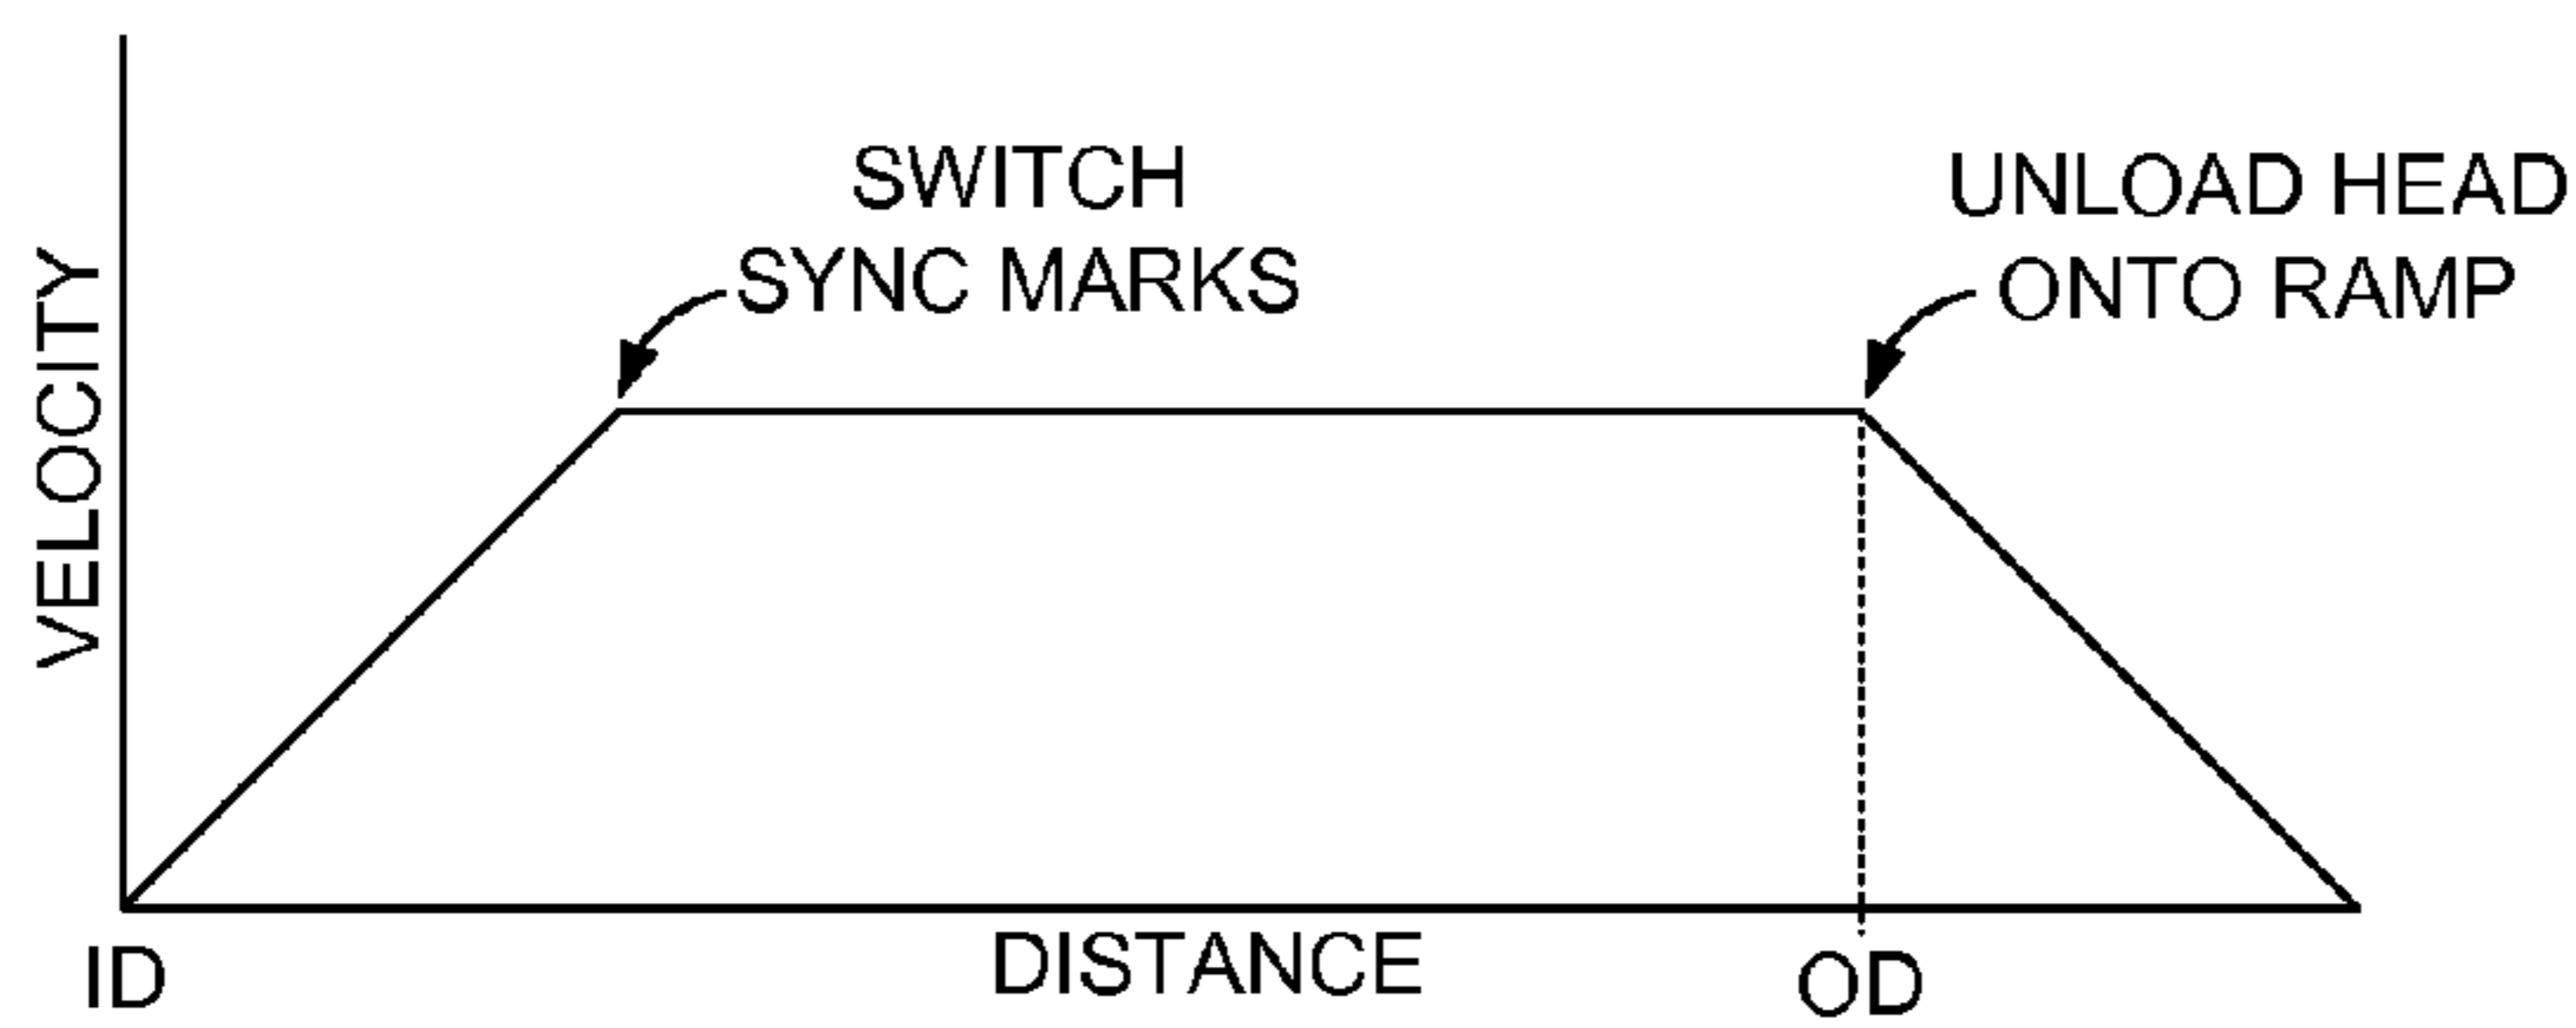 SWITCH
SYNC MARKS
UNLOAD HEAD
ONTO RAMP
VELOCITY
ID
DISTANCE
OD